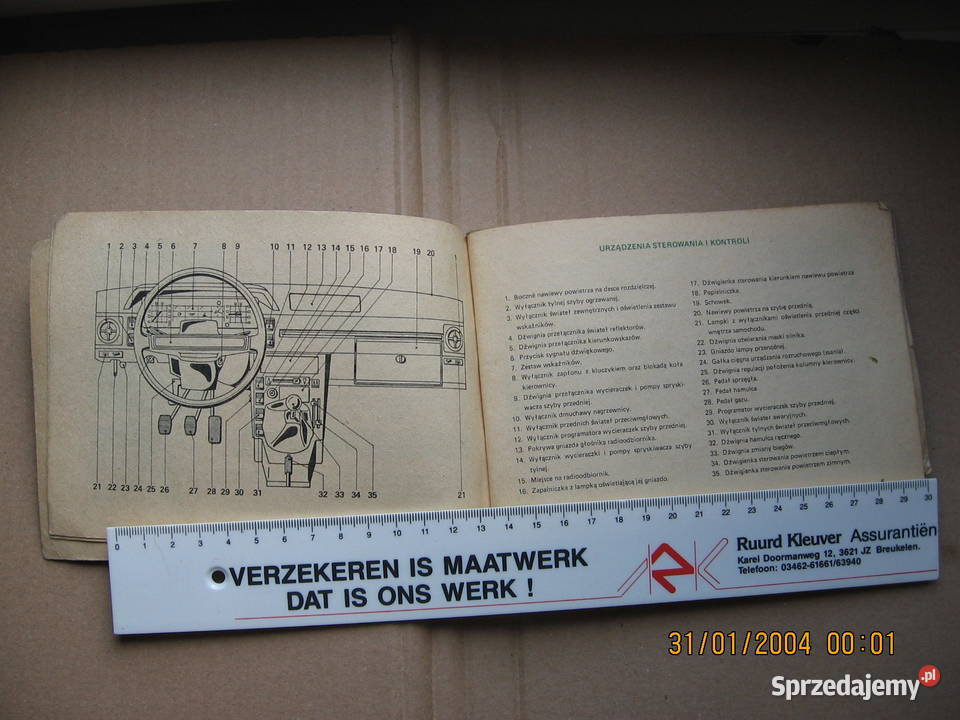 1 2 3 4 5 6 7 8 9 10 11 12 13 14 15 16 17 18 19 20 1
21 22 23 24 25 26 27 28 29 30 31 32 33 34 35 21
URZĄDZENIA STEROWANIA I KONTROLI
1. Boczne nawiewy powietrza na desce rozdzielczej.
2. Wyłącznik tylnej szyby ogrzewanej.
3. Wyłącznik świateł zewnętrznych i oświetlenia zestawu
wskaźników.
4. Dźwignia przełącznika świateł reflektorów.
5. Dźwignia przełącznika kierunkowskazów.
6. Przycisk sygnału dźwiękowego.
7. Zestaw wskaźników.
8. Wyłącznik zapłonu z kluczykiem oraz blokadą koła
kierownicy.
9. Dźwignia przełącznika wycieraczek i pompy spryski-
wacza szyby przedniej.
10. Wyłącznik dmuchawy nagrzewnicy.
11. Wyłącznik przednich świateł przeciwmgłowych.
12. Wyłącznik programatora wycieraczek szyby przedniej.
13. Pokrywa gniazda głośnika radioodbiornika.
14. Wyłącznik wycieraczki i pompy spryskiwacza szyby
tylnej.
15. Miejsce na radioodbiornik.
16. Zapalniczka z lampką oświetlającą jej gniazdo.
17. Dźwigienka sterowania kierunkiem nawiewu powietrza
18. Popielniczka.
19. Schowek.
20. Nawiewy powietrza na szybę przednią.
21. Lampki z wyłącznikami oświetlenia przedniej części
wnętrza samochodu.
22. Dźwignia otwierania maski silnika.
23. Gniazdo lampy przenośnej.
24. Gałka cięgna urządzenia rozruchowego (ssania).
25. Dźwignia regulacji położenia kolumny kierownicy.
26. Pedał sprzęgła.
27. Pedał hamulca
28. Pedał gazu.
29. Programator wycieraczek szyby przedniej.
30. Wyłącznik świateł awaryjnych.
31. Wyłącznik tylnych świateł przeciwmgłowych.
32. Dźwignia hamulca ręcznego.
33. Dźwignia zmiany biegów.
34. Dźwigienka sterowania powietrzem ciepłym.
35. Dźwigienka sterowania powietrzem zimnym.
0 1 2 3 4 5 6 7 8 9 10 11 12 13 14 15 16 17 18 19 20 21 22 23 24 25 26 27 28 29 30
VERZEKEREN IS MAATWERK
DAT IS ONS WERK !
RK
Ruurd Kleuver Assurantiën
Karel Doormanweg 12, 3621 JZ Breukelen.
Telefoon: 03462-61661/63940
31/01/2004 00:01
Sprzedajemy.pl